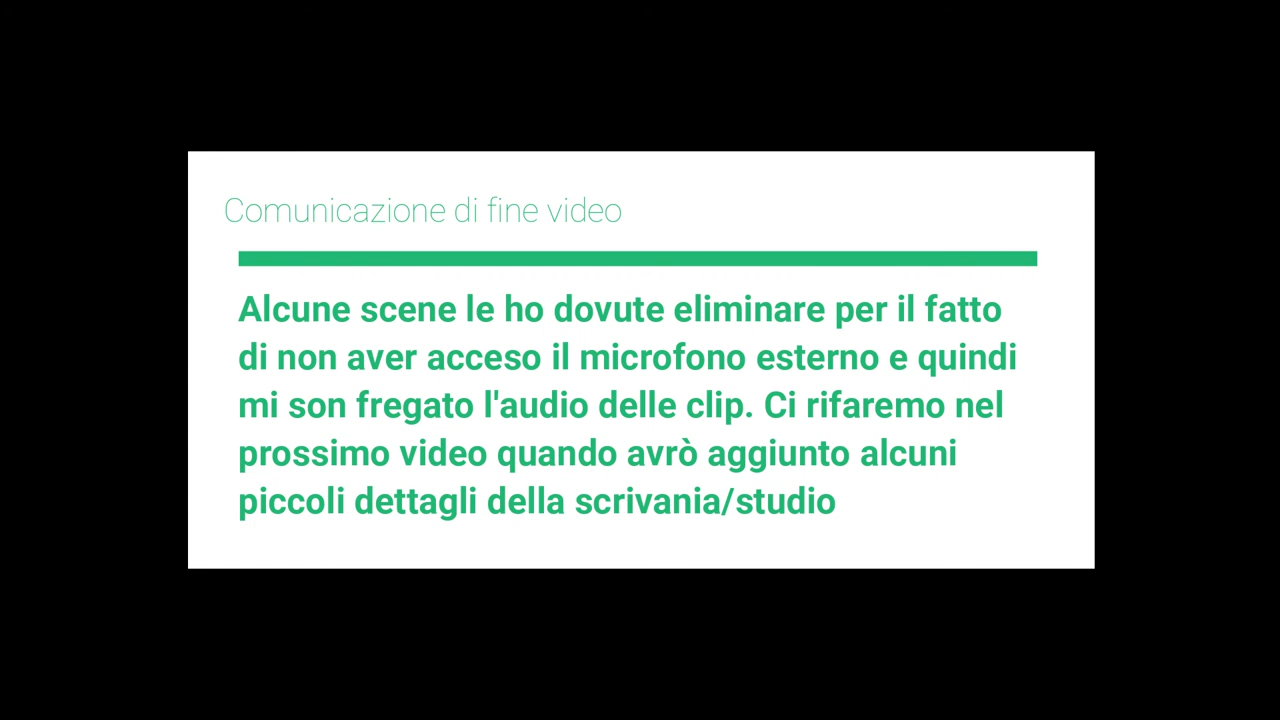 Comunicazione di fine video
Alcune scene le ho dovute eliminare per il fatto
di non aver acceso il microfono esterno e quindi
mi son fregato l'audio delle clip. Ci rifaremo nel
prossimo video quando avrò aggiunto alcuni
piccoli dettagli della scrivania/studio